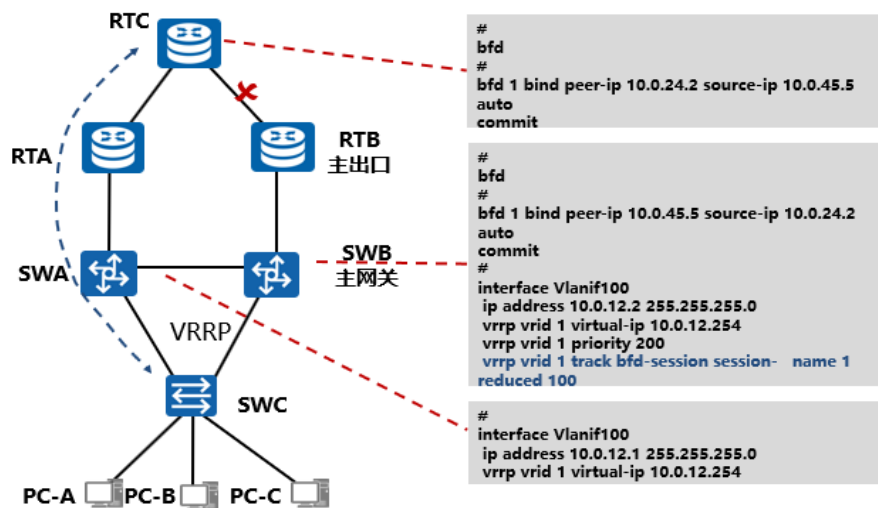 RTC
RTA
RTB
主出口
SWA
SWB
主网关
VRRP
SWC
PC-A
PC-B
PC-C
#
bfd
#
bfd 1 bind peer-ip 10.0.24.2 source-ip 10.0.45.5
auto
commit
#
bfd
#
bfd 1 bind peer-ip 10.0.45.5 source-ip 10.0.24.2
auto
commit
#
interface Vlanif100
ip address 10.0.12.2 255.255.255.0
vrrp vrid 1 virtual-ip 10.0.12.254
vrrp vrid 1 priority 200
vrrp vrid 1 track bfd-session session- name 1
reduced 100
#
interface Vlanif100
ip address 10.0.12.1 255.255.255.0
vrrp vrid 1 virtual-ip 10.0.12.254